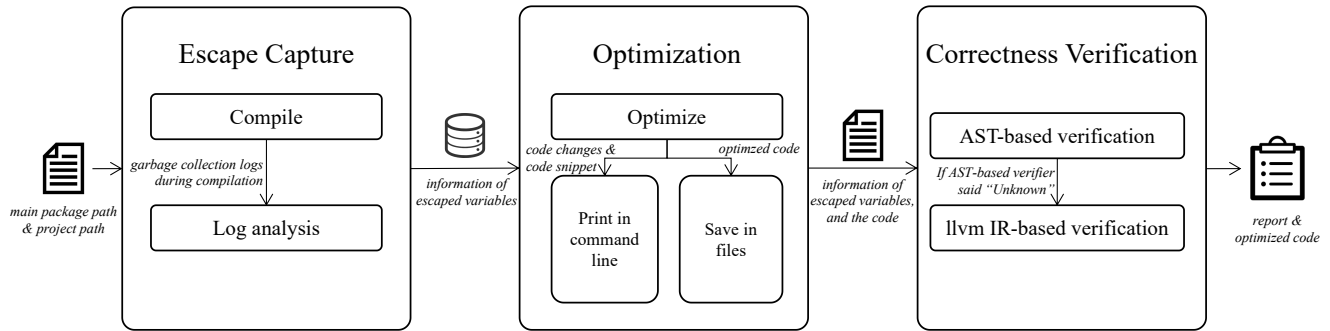 main package path
& project path
Escape Capture
Compile
garbage collection logs
during compilation
Log analysis
information of
escaped variables
Optimization
Optimize
code changes &
code snippet
optimzed code
Print in
command
line
Save in
files
information of
escaped variables,
and the code
Correctness Verification
AST-based verification
If AST-based verifier
said “Unknown”
llvm IR-based verification
report &
optimized code